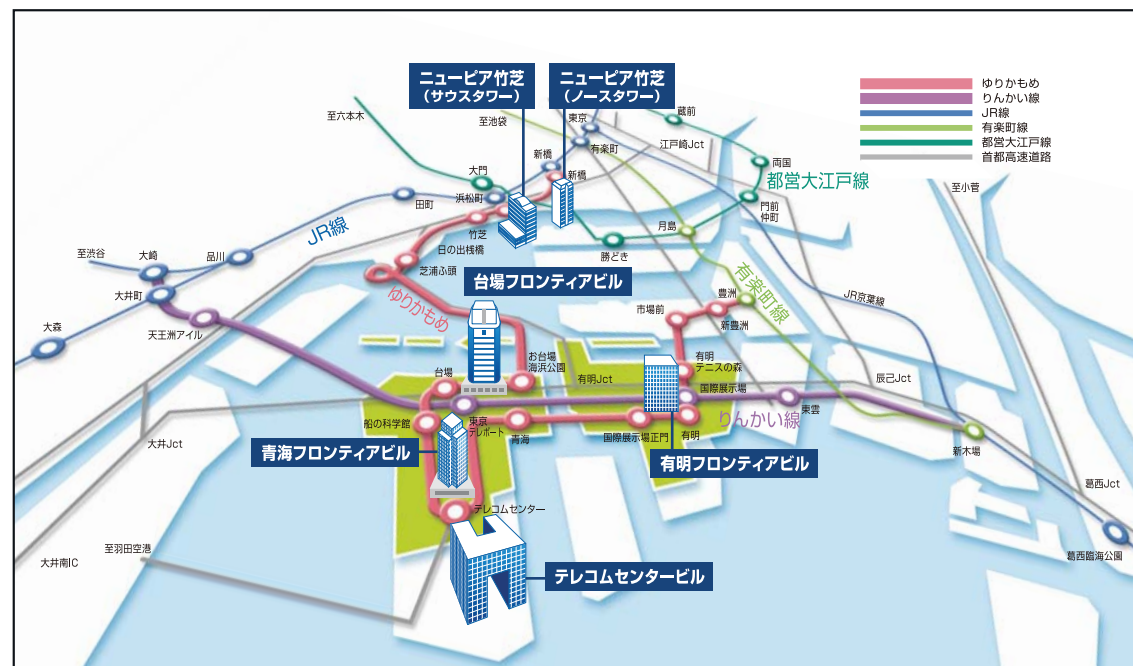 ニューピア竹芝
(サウスタワー)
ニューピア竹芝
(ノースタワー)
ゆりかもめ
りんかい線
JR線
有楽町線
都営大江戸線
首都高速道路
至六本木
至池袋
東京
蔵前
江戸崎Jct
有楽町
新橋
新橋
両国
都営大江戸線
至小菅
大門
浜松町
田町
門前
仲町
月島
竹芝
日の出桟橋
勝どき
JR線
至渋谷
大崎
品川
芝浦ふ頭
台場フロンティアビル
有楽町線
大井町
ゆりかもめ
豊洲
JR京葉線
市場前
新豊洲
大森
天王洲アイル
お台場
海浜公園
有明
テニスの森
台場
有明Jct
国際展示場
辰己Jct
東雲
りんかい線
船の科学館
東京
テレポート
青海
国際展示場正門
有明
大井Jct
新木場
青海フロンティアビル
有明フロンティアビル
葛西Jct
テレコムセンター
至羽田空港
大井南IC
葛西臨海公園
テレコムセンタービル